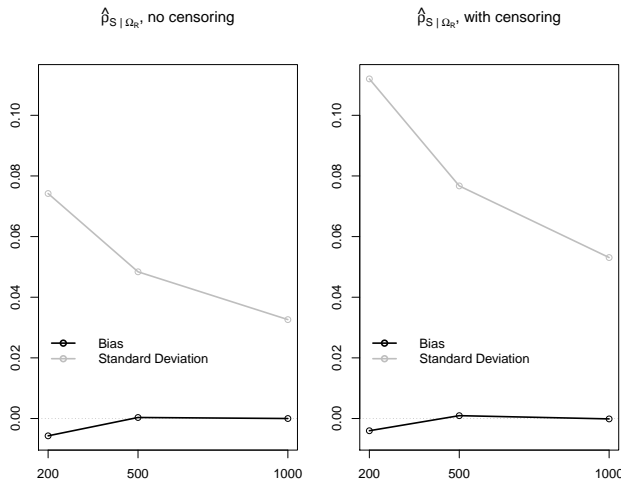 ρ̂S | ΩR, no censoring
0.10
0.08
0.06
0.04
0.02
0.00
Bias
Standard Deviation
200 500 1000
ρ̂S | ΩR, with censoring
0.10
0.08
0.06
0.04
0.02
0.00
Bias
Standard Deviation
200 500 1000